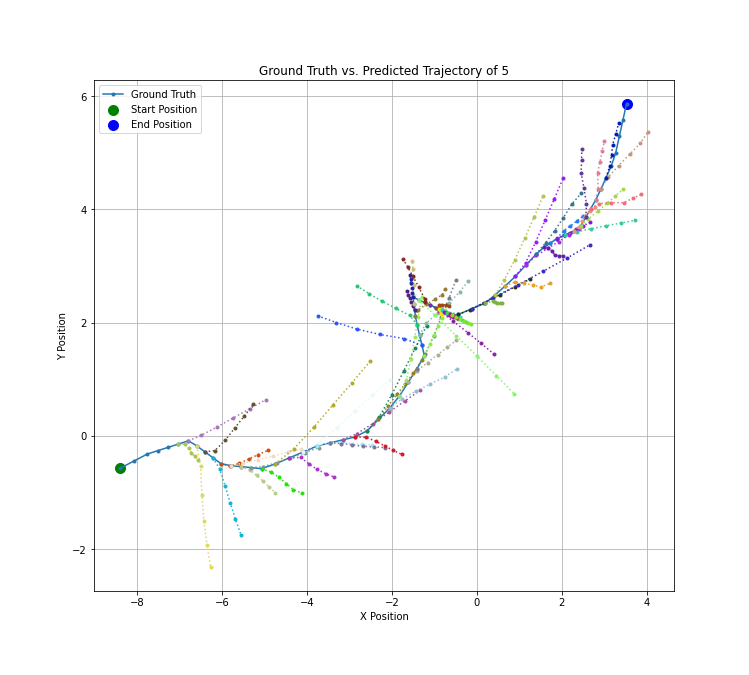 Ground Truth vs. Predicted Trajectory of 5
Ground Truth
Start Position
End Position
6
4
2
0
−2
Y Position
−8
−6
−4
−2
0
2
4
X Position